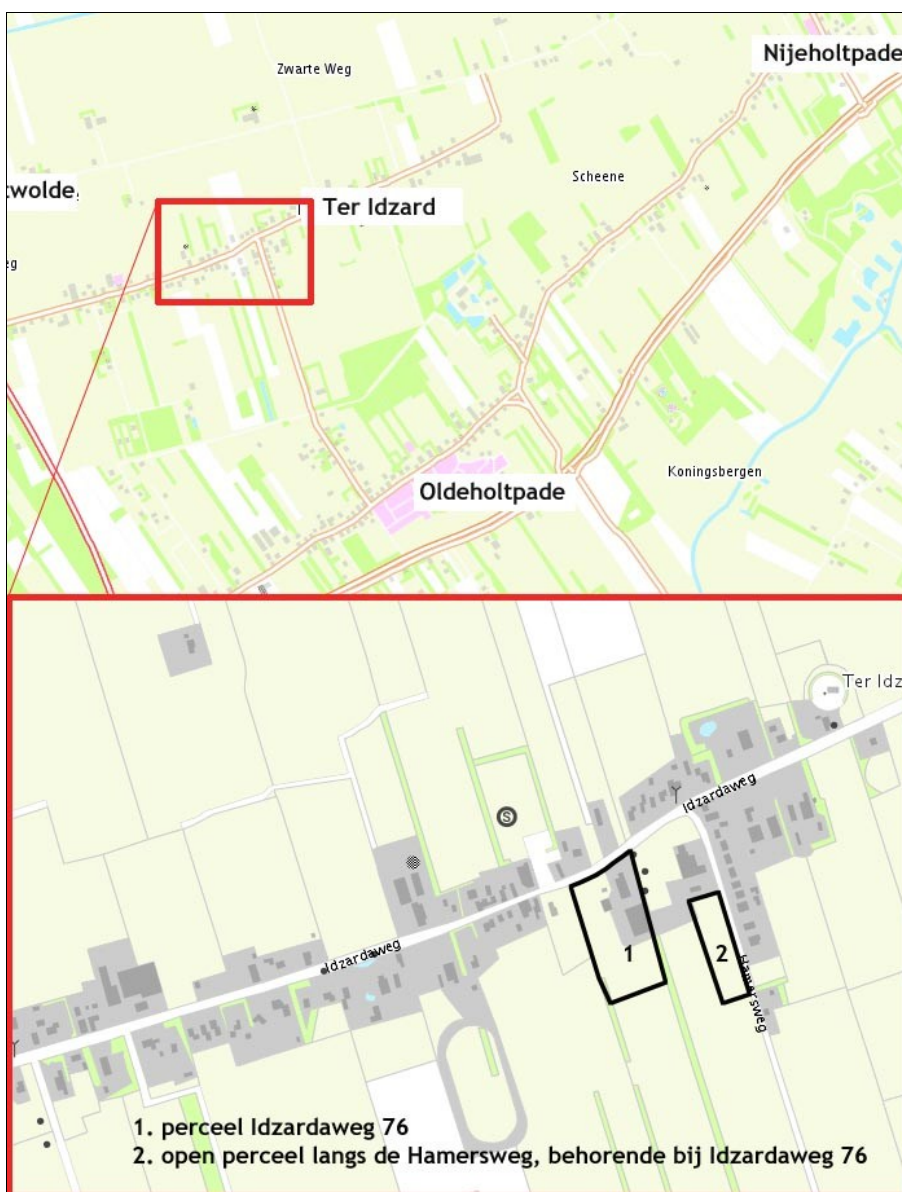 Nijeholtpade
Zwarte Weg
Scheene
Ter Idzard
Koningsbergen
Oldeholtpade
Ter Idz
Idzardaweg
S
Idzardaweg
1
2
Hamersweg
1. perceel Idzardaweg 76
2. open perceel langs de Hamersweg, behorende bij Idzardaweg 76